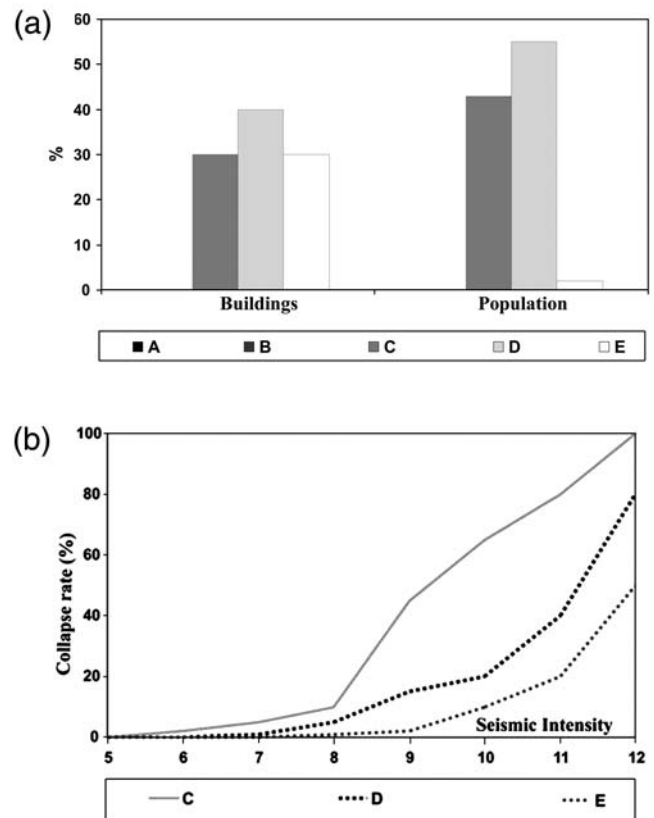 (a)
60
50
40
%
30
20
10
0
Buildings Population
A B C D E
(b)
100
80
Collapse rate (%)
60
40
20
Seismic Intensity
0
5 6 7 8 9 10 11 12
C D E